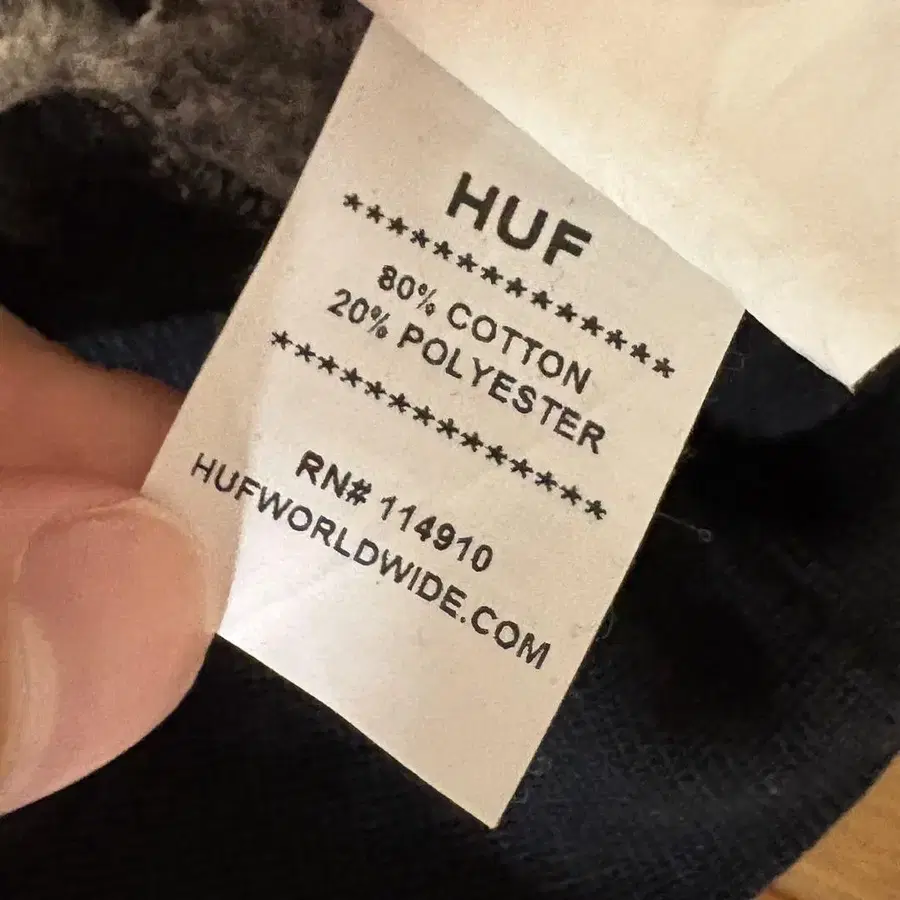 HUF
***************
80% COTTON
20% POLYESTER
***************
RN# 114910
HUFWORLDWIDE.COM